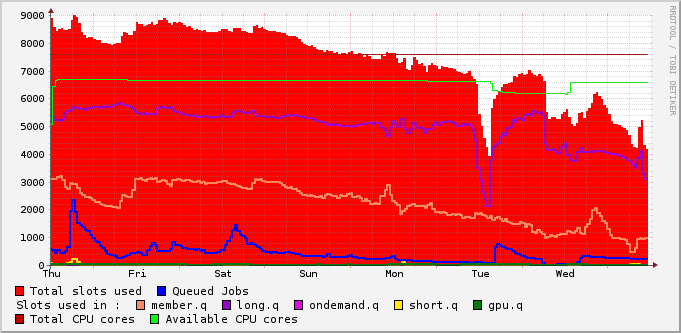 RRDTOOL / TOBI OETIKER
9000
8000
7000
6000
5000
4000
3000
2000
1000
0
Thu Fri Sat Sun Mon Tue Wed
Total slots used Queued Jobs
Slots used in : member.q long.q ondemand.q short.q gpu.q
Total CPU cores Available CPU cores